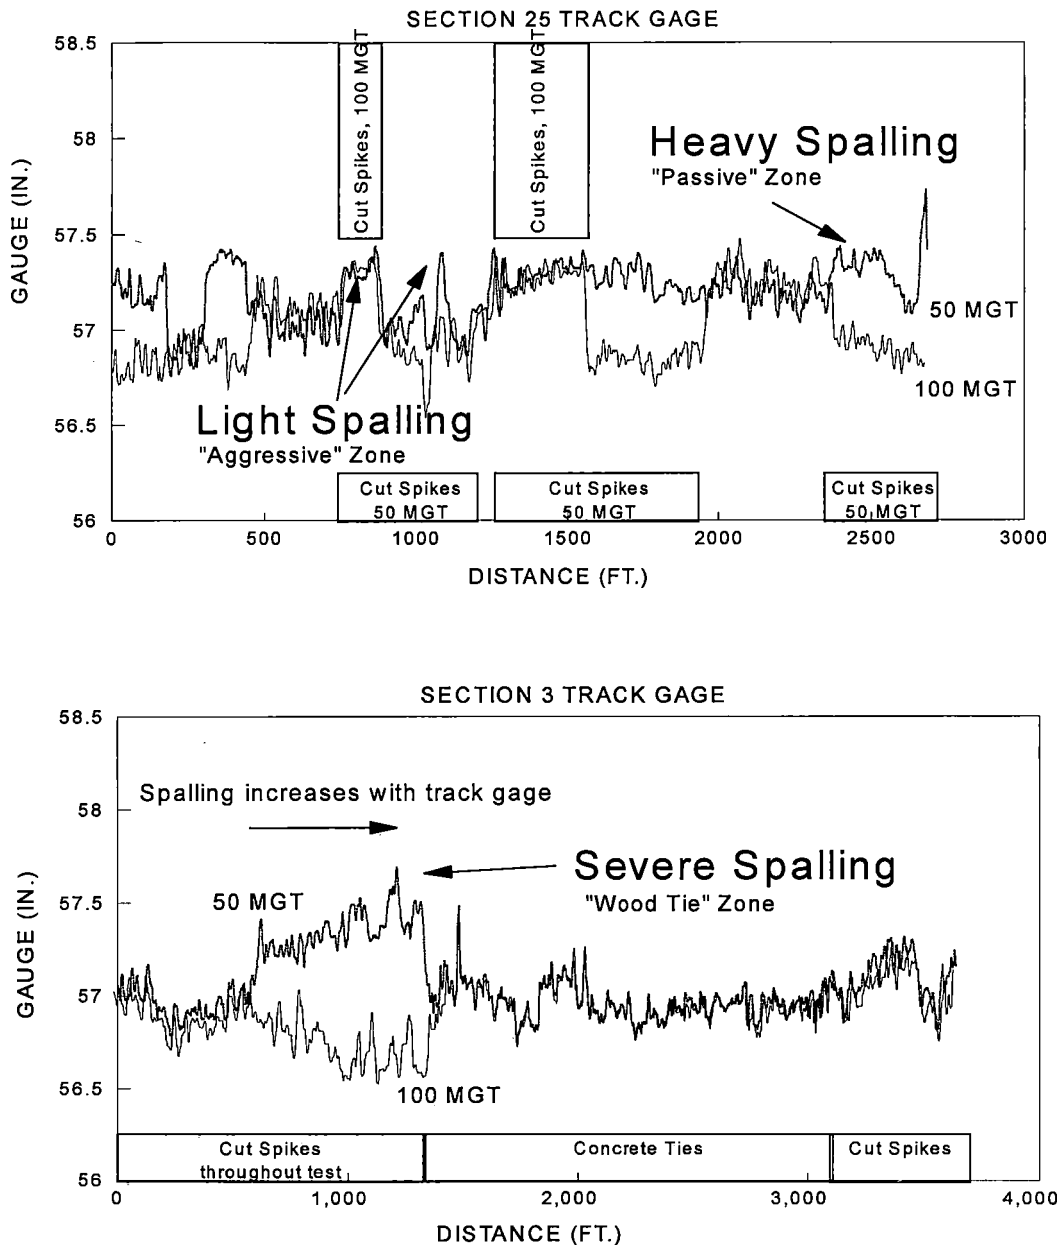 SECTION 25 TRACK GAGE
58.5
58
57.5
57
56.5
56
GAUGE (IN.)
Cut Spikes, 100 MGT
Cut Spikes, 100 MGT
Heavy Spalling
"Passive" Zone
50 MGT
100 MGT
Light Spalling
"Aggressive" Zone
Cut Spikes
50 MGT
Cut Spikes
50 MGT
Cut Spikes
50 MGT
0
500
1000
1500
2000
2500
3000
DISTANCE (FT.)
SECTION 3 TRACK GAGE
58.5
58
57.5
57
56.5
56
GAUGE (IN.)
Spalling increases with track gage
Severe Spalling
"Wood Tie" Zone
50 MGT
100 MGT
Cut Spikes
throughout test
Concrete Ties
Cut Spikes
0
1,000
2,000
3,000
4,000
DISTANCE (FT.)